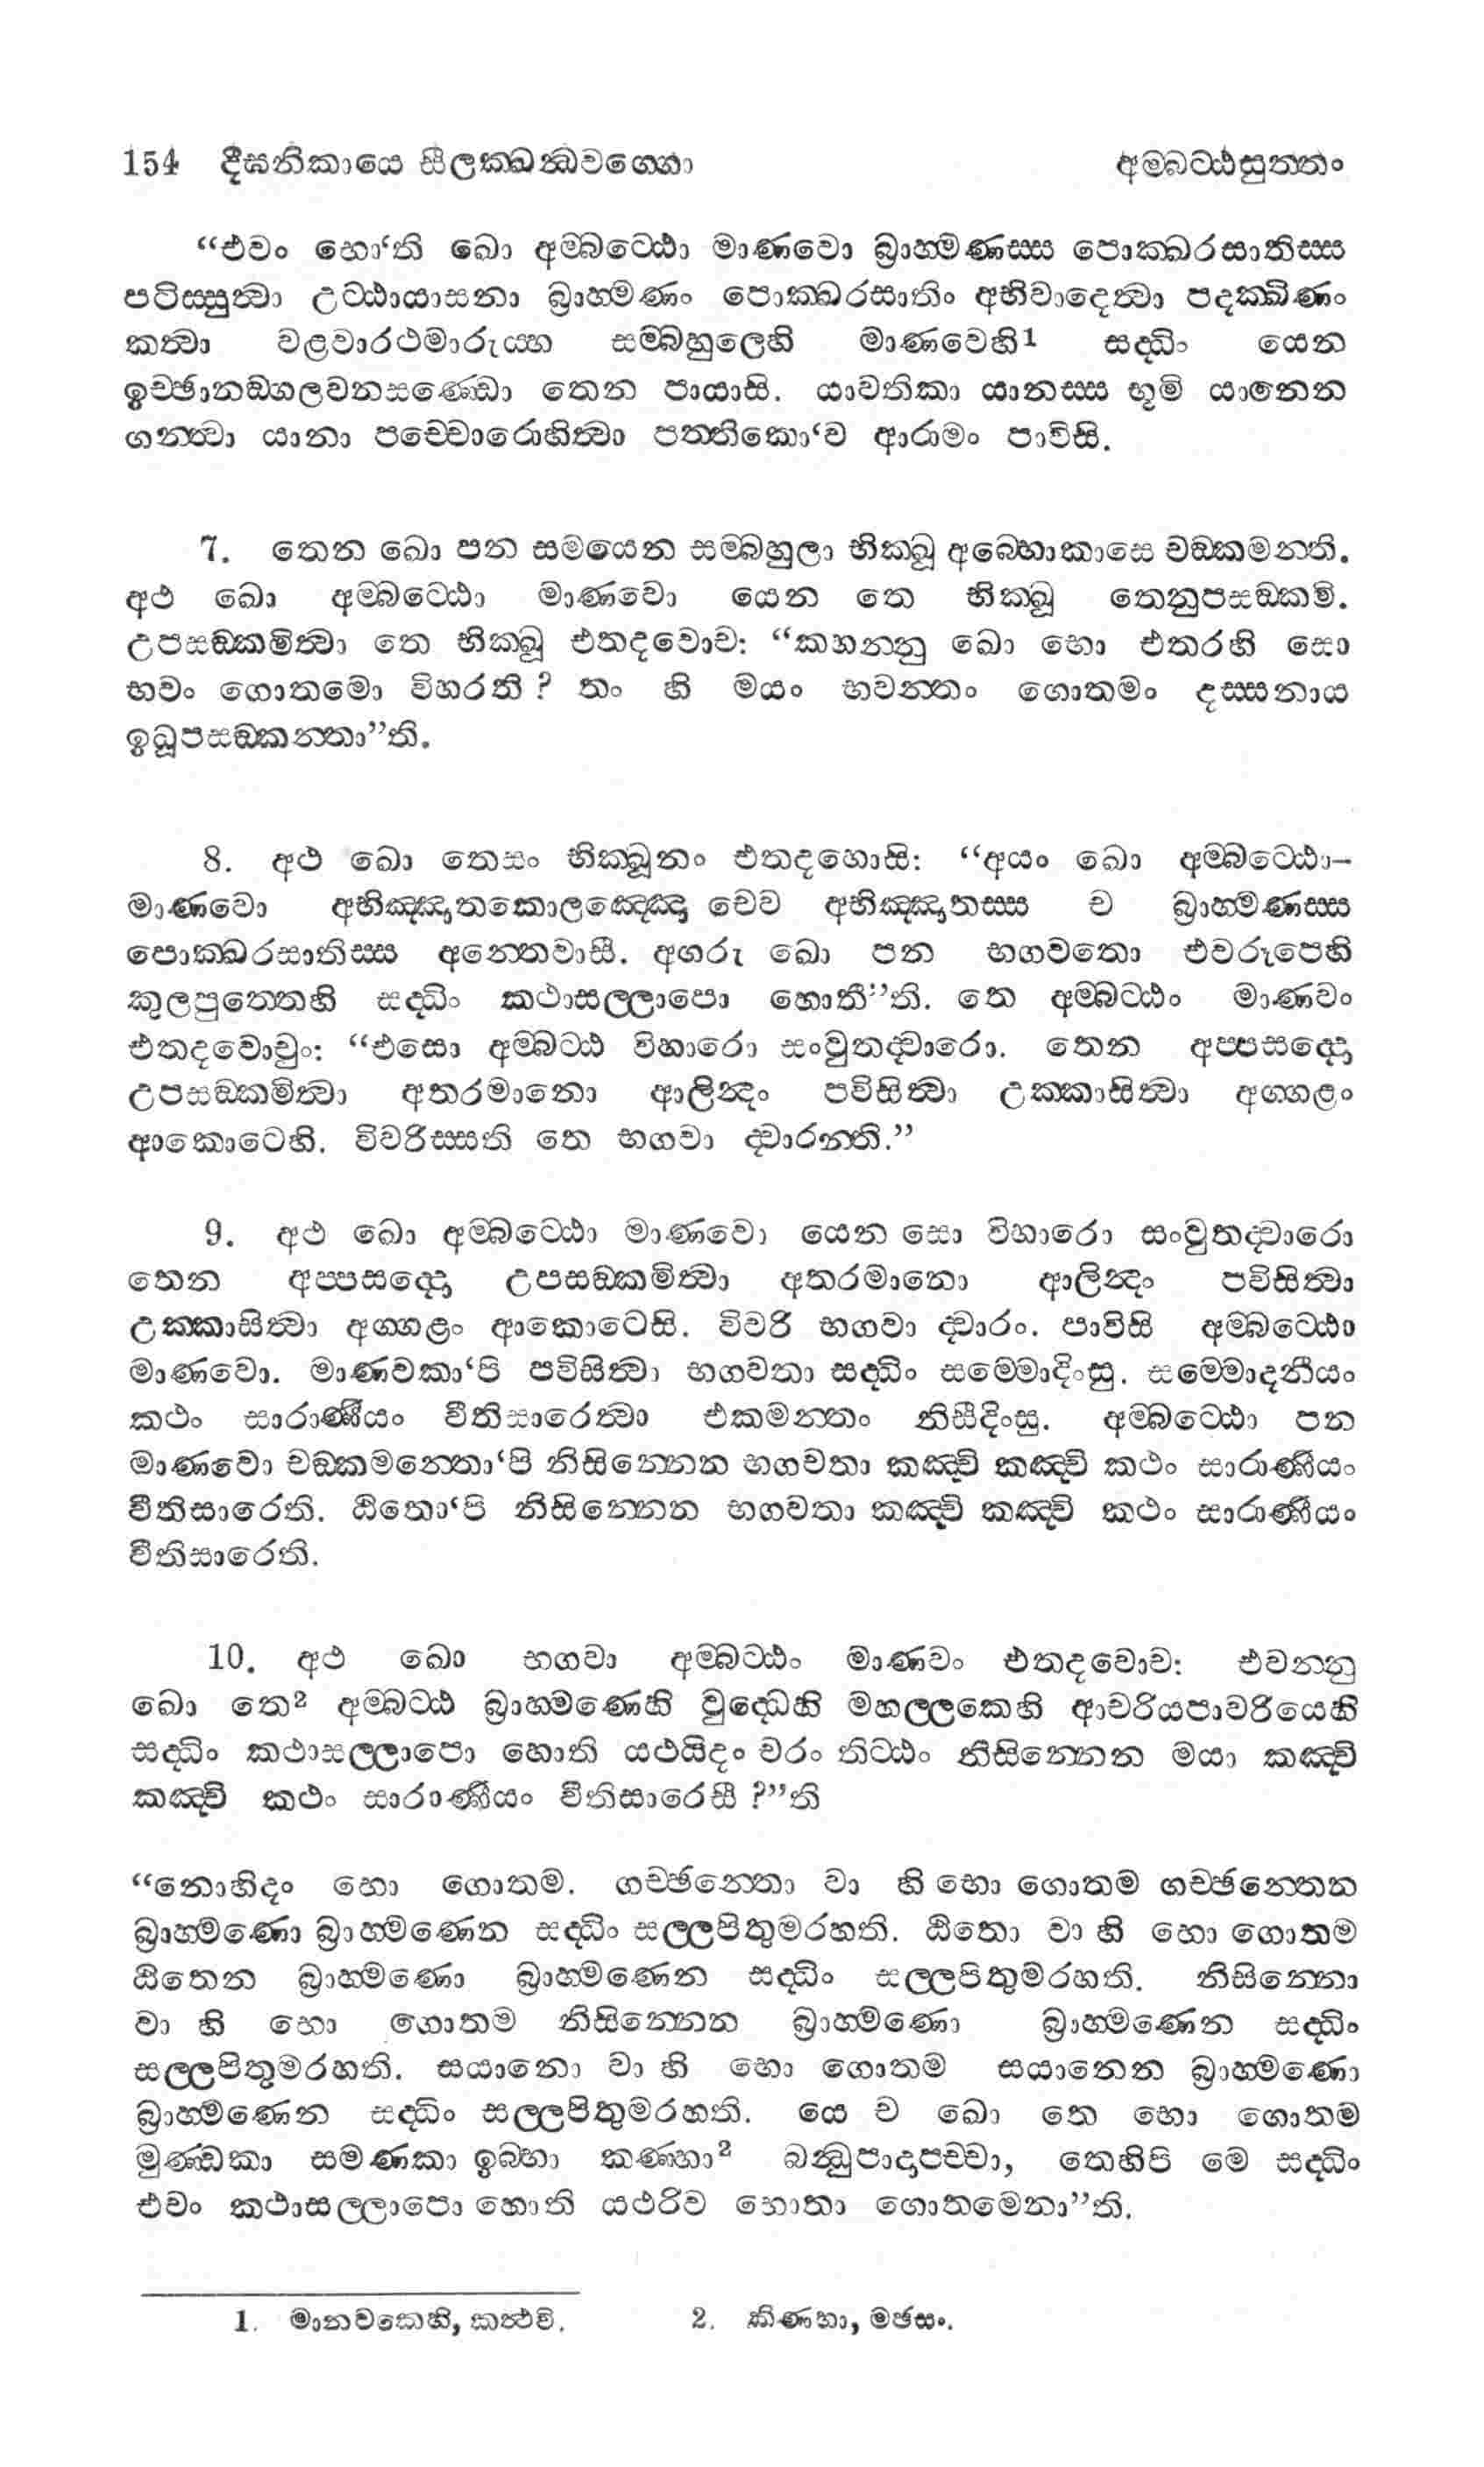 154 දීඝනිකායෙ සීලක්ඛන්ධවග්ගො අම්බට්ඨසුත්තං
“එවං භො‘ති ඛො අම්බට්ඨො මාණවො බ්‍රාහ්මණස්ස පොක්ඛරසාතිස්ස
පටිස්සුත්වා උට්ඨායාසනා බ්‍රාහ්මණං පොක්ඛරසාතිං අභිවාදෙත්වා පදක්ඛිණං
කත්වා වළවාරථමාරුය්හ සම්බහුලෙහි මාණවෙහි1 සද්ධිං යෙන
ඉච්ඡානඞ්ගලවනසණ්ඩො තෙන පායාසි. යාවතිකා යානස්ස භූමි යානෙන
ගන්ත්වා යානා පච්චොරොහිත්වා පත්තිකො‘ව ආරාමං පාවිසි.
7. තෙන ඛො පන සමයෙන සම්බහුලා භික්ඛූ අබ්භොකාසෙ චඞ්කමන්ති.
අථ ඛො අම්බට්ඨො මාණවො යෙන තෙ භික්ඛූ තෙනුපසඞ්කමි.
උපසඞ්කමිත්වා තෙ භික්ඛූ එතදවොච: “කහන්නු ඛො භො එතරහි සො
භවං ගොතමො විහරති? තං හි මයං භවන්තං ගොතමං දස්සනාය
ඉධූපසඞ්කන්තා”ති.
8. අථ ඛො තෙසං භික්ඛූනං එතදහොසි: “අයං ඛො අම්බට්ඨො–
මාණවො අභිඤ්ඤාතකොලඤ්ඤො චෙව අභිඤ්ඤාතස්ස ච බ්‍රාහ්මණස්ස
පොක්ඛරසාතිස්ස අන්තෙවාසී. අගරු ඛො පන භගවතො එවරූපෙහි
කුලපුත්තෙහි සද්ධිං කථාසල්ලාපො හොතී”ති. තෙ අම්බට්ඨං මාණවං
එතදවොචුං: “එසො අම්බට්ඨ විහාරො සංවුතද්වාරො. තෙන අප්පසද්දො
උපසඞ්කමිත්වා අතරමානො ආලින්දං පවිසිත්වා උක්කාසිත්වා අග්ගළං
ආකොටෙහි. විවරිස්සති තෙ භගවා ද්වාරන්ති.”
9. අථ ඛො අම්බට්ඨො මාණවො යෙන සො විහාරො සංවුතද්වාරො
තෙන අප්පසද්දො උපසඞ්කමිත්වා අතරමානො ආලින්දං පවිසිත්වා
උක්කාසිත්වා අග්ගළං ආකොටෙසි. විවරි භගවා ද්වාරං. පාවිසි අම්බට්ඨො
මාණවො. මාණවකා‘පි පවිසිත්වා භගවතා සද්ධිං සම්මොදිංසු. සම්මොදනීයං
කථං සාරාණීයං වීතිසාරෙත්වා එකමන්තං නිසීදිංසු. අම්බට්ඨො පන
මාණවො චඞ්කමන්තො‘පි නිසින්නෙන භගවතා කඤ්චි කඤ්චි කථං සාරාණීයං
වීතිසාරෙති. ඨිතො‘පි නිසින්නෙන භගවතා කඤ්චි කඤ්චි කථං සාරාණීයං
වීතිසාරෙති.
10. අථ ඛො භගවා අම්බට්ඨං මාණවං එතදවොච: එවන්නු
ඛො තෙ2 අම්බට්ඨ බ්‍රාහ්මණෙහි වුද්ධෙහි මහල්ලකෙහි ආචරියපාචරියෙහි
සද්ධිං කථාසල්ලාපො හොති යථයිදං චරං තිට්ඨං නිසින්නෙන මයා කඤ්චි
කඤ්චි කථං සාරාණීයං වීතිසාරෙසී?”ති
“නොහිදං භො ගොතම. ගච්ඡන්තො වා හි භො ගොතම ගච්ඡන්තෙන
බ්‍රාහ්මණො බ්‍රාහ්මණෙන සද්ධිං සල්ලපිතුමරහති. ඨිතො වා හි භො ගොතම
ඨිතෙන බ්‍රාහ්මණො බ්‍රාහ්මණෙන සද්ධිං සල්ලපිතුමරහති. නිසින්නො
වා හි භො ගොතම නිසින්නෙන බ්‍රාහ්මණො බ්‍රාහ්මණෙන සද්ධිං
සල්ලපිතුමරහති. සයානො වා හි භො ගොතම සයානෙන බ්‍රාහ්මණො
බ්‍රාහ්මණෙන සද්ධිං සල්ලපිතුමරහති. යෙ ච ඛො තෙ භො ගොතම
මුණ්ඩකා සමණකා ඉබ්භා කණ්හා2 බන්ධුපාදාපච්චා, තෙහිපි මෙ සද්ධිං
එවං කථාසල්ලාපො හොති යථරිව භොතා ගොතමෙනා”ති.
1. මානවකෙහි, කත්‍ථචි. 2. කිණ්හා, මඡසං.